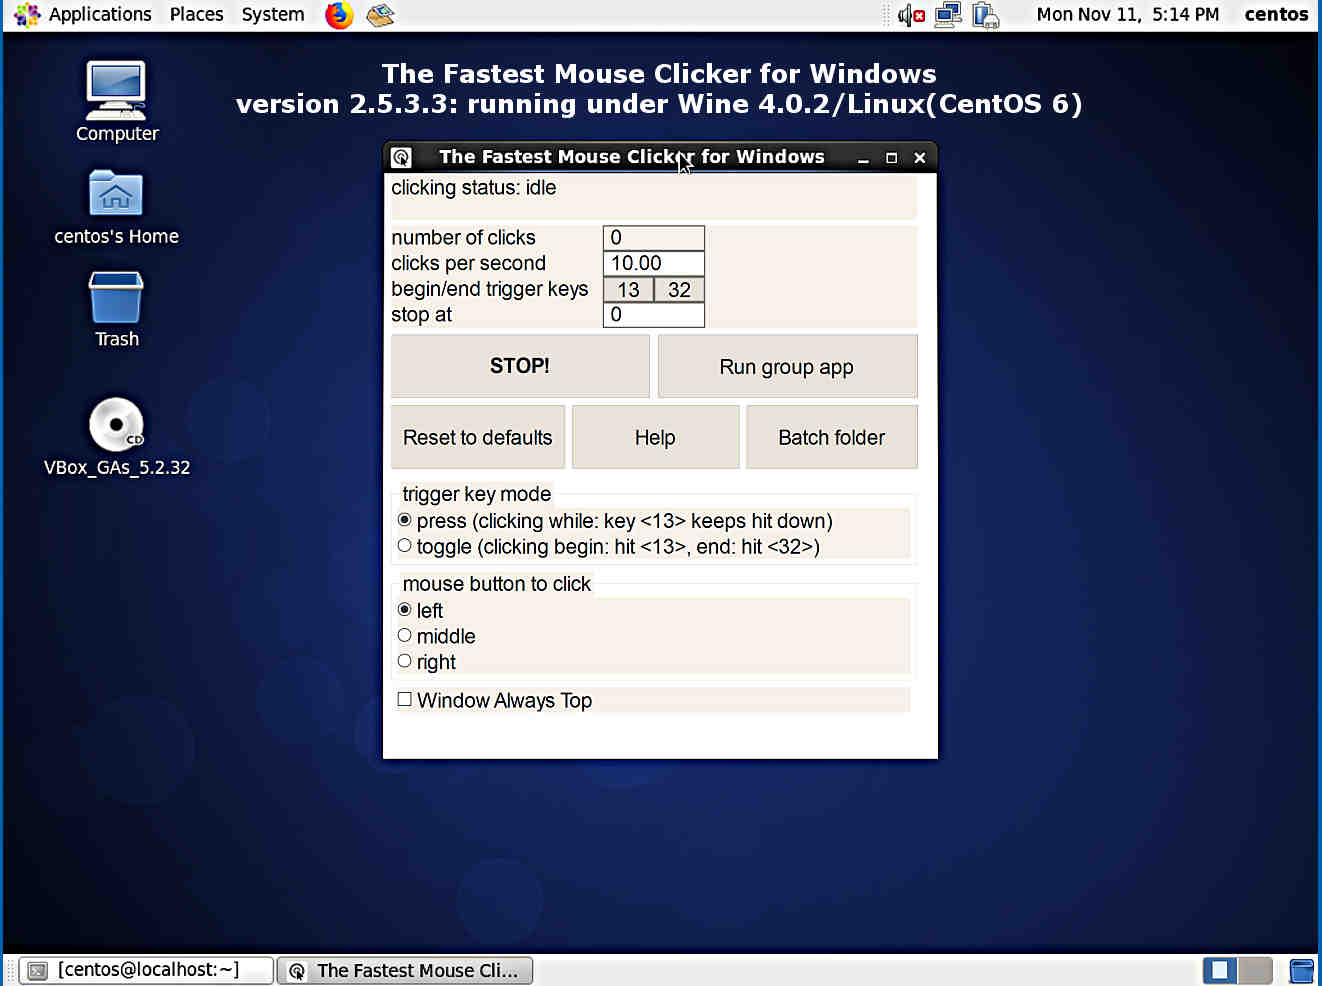 Applications Places System Mon Nov 11, 5:14 PM centos
The Fastest Mouse Clicker for Windows
version 2.5.3.3: running under Wine 4.0.2/Linux(CentOS 6)
Computer
centos's Home
Trash
CD
VBox_GAs_5.2.32
The Fastest Mouse Clicker for Windows
clicking status: idle
number of clicks 0
clicks per second 10.00
begin/end trigger keys 13 32
stop at 0
STOP! Run group app
Reset to defaults Help Batch folder
trigger key mode
press (clicking while: key <13> keeps hit down)
toggle (clicking begin: hit <13>, end: hit <32>)
mouse button to click
left
middle
right
Window Always Top
[centos@localhost:~] The Fastest Mouse Cli...